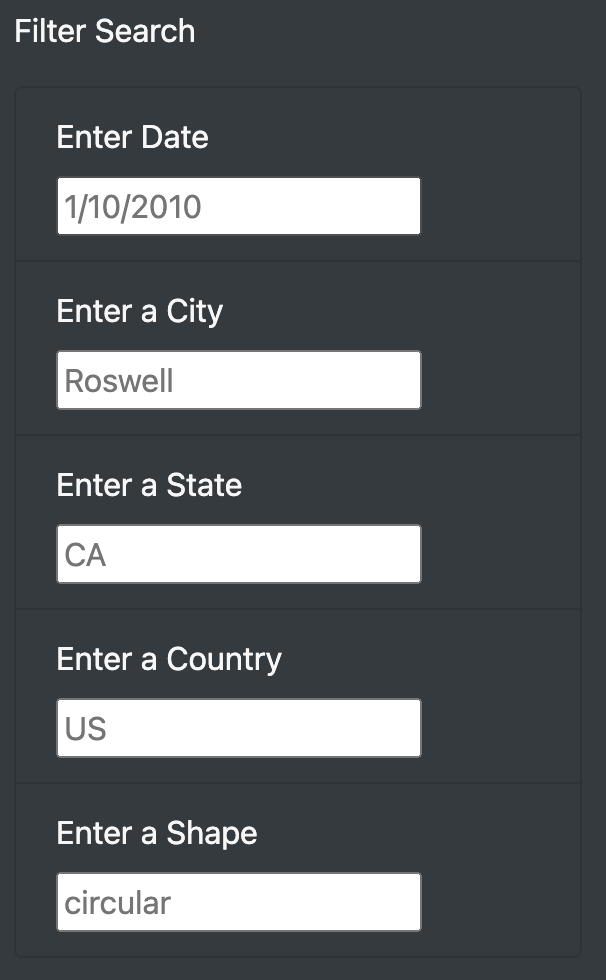 Filter Search
Enter Date
1/10/2010
Enter a City
Roswell
Enter a State
CA
Enter a Country
US
Enter a Shape
circular